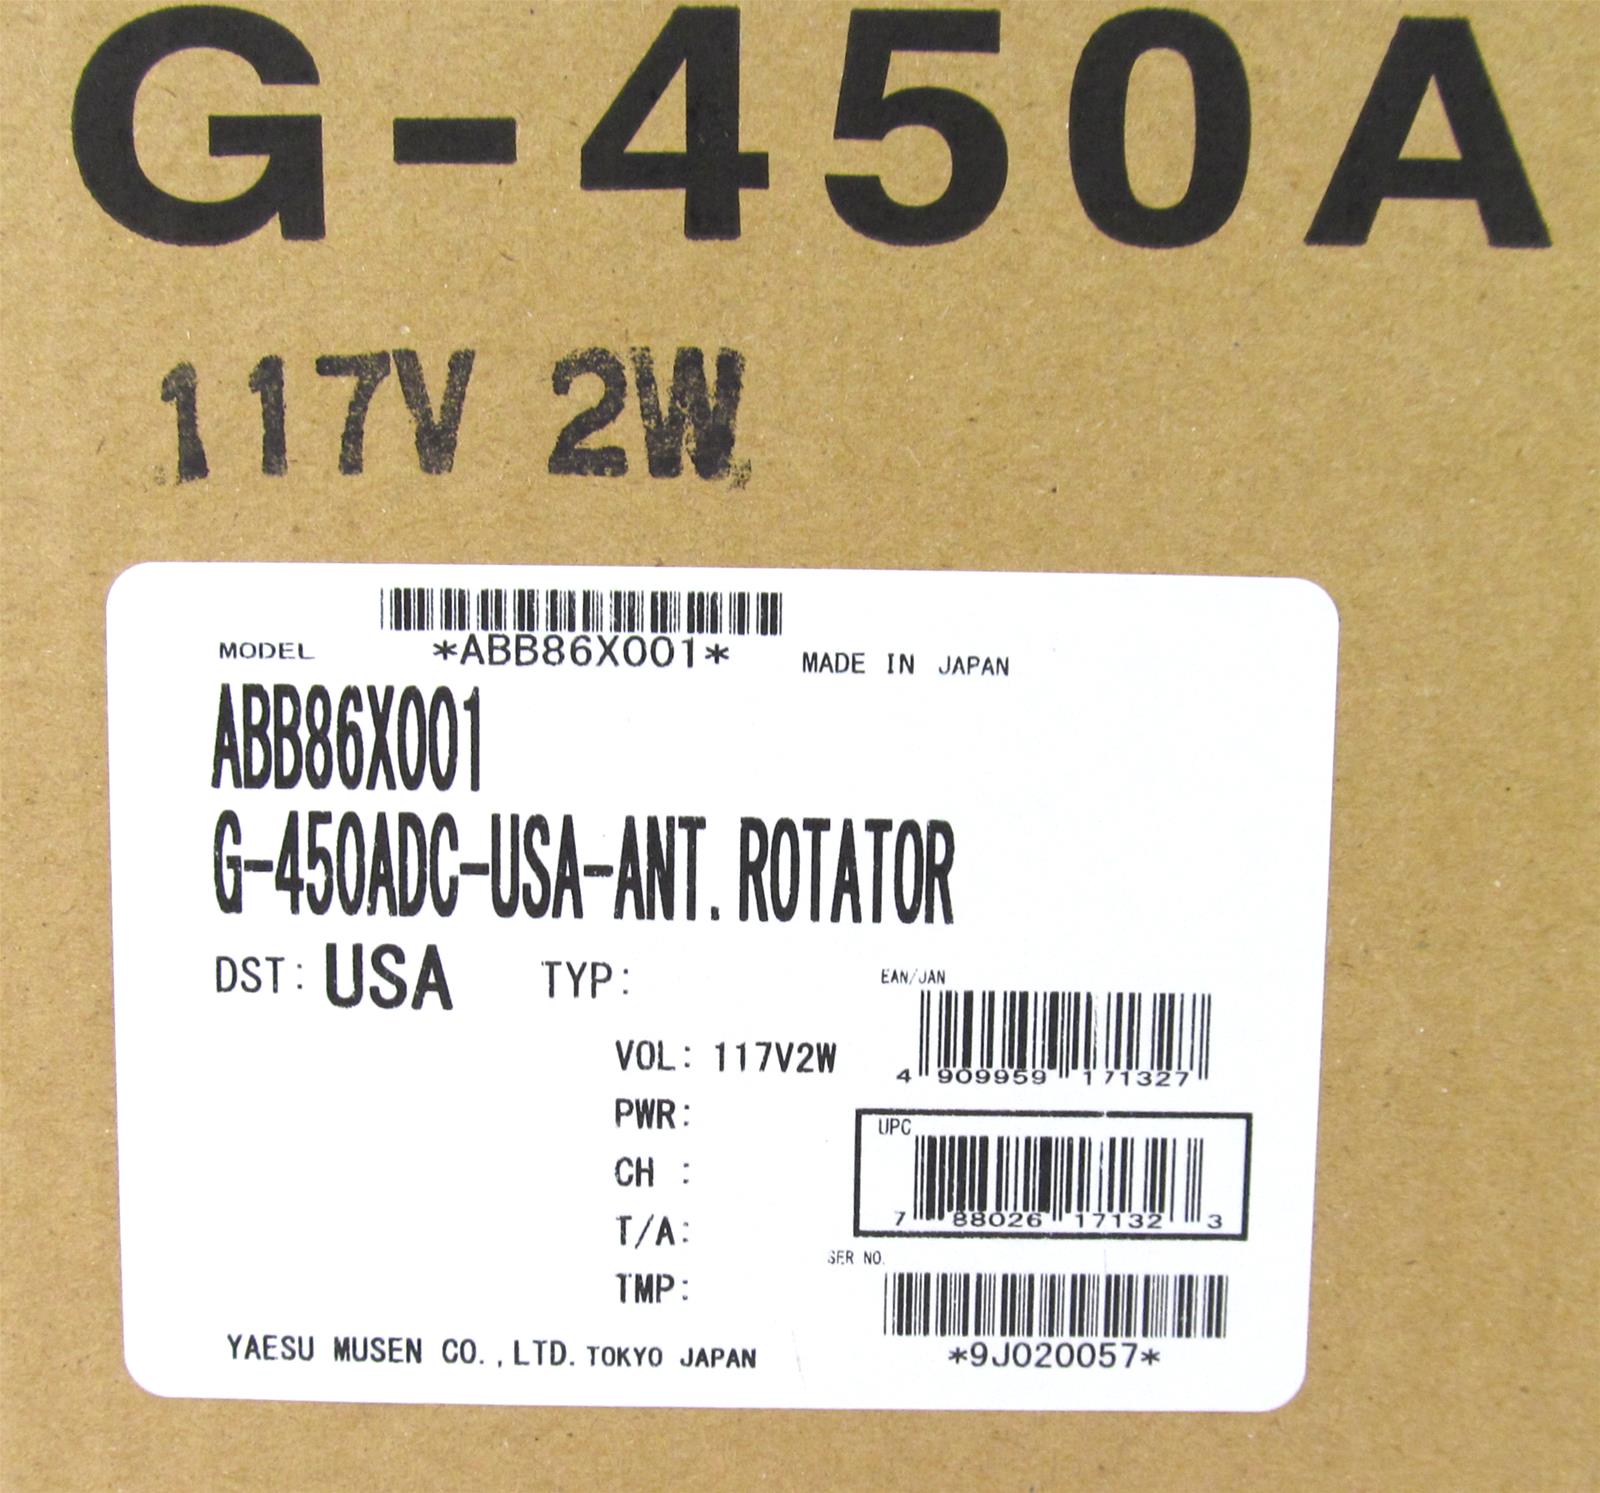 G-450A
117V 2W
*ABB86X001*
MODEL
MADE IN JAPAN
ABB86X001
G-450ADC-USA-ANT.ROTATOR
DST: USA TYP:
EAN/JAN
VOL: 117V2W
4 909959 171327
PWR:
UPC
CH :
7 88026 17132 3
T/A:
SER NO.
TMP:
*9J020057*
YAESU MUSEN CO.,LTD. TOKYO JAPAN